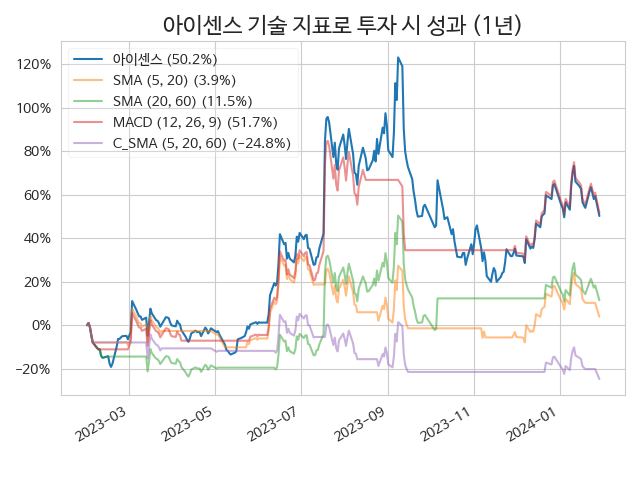 아이센스 기술 지표로 투자 시 성과 (1년)
아이센스 (50.2%)
SMA (5, 20) (3.9%)
SMA (20, 60) (11.5%)
MACD (12, 26, 9) (51.7%)
C_SMA (5, 20, 60) (−24.8%)
120%
100%
80%
60%
40%
20%
0%
−20%
2023−03
2023−05
2023−07
2023−09
2023−11
2024−01